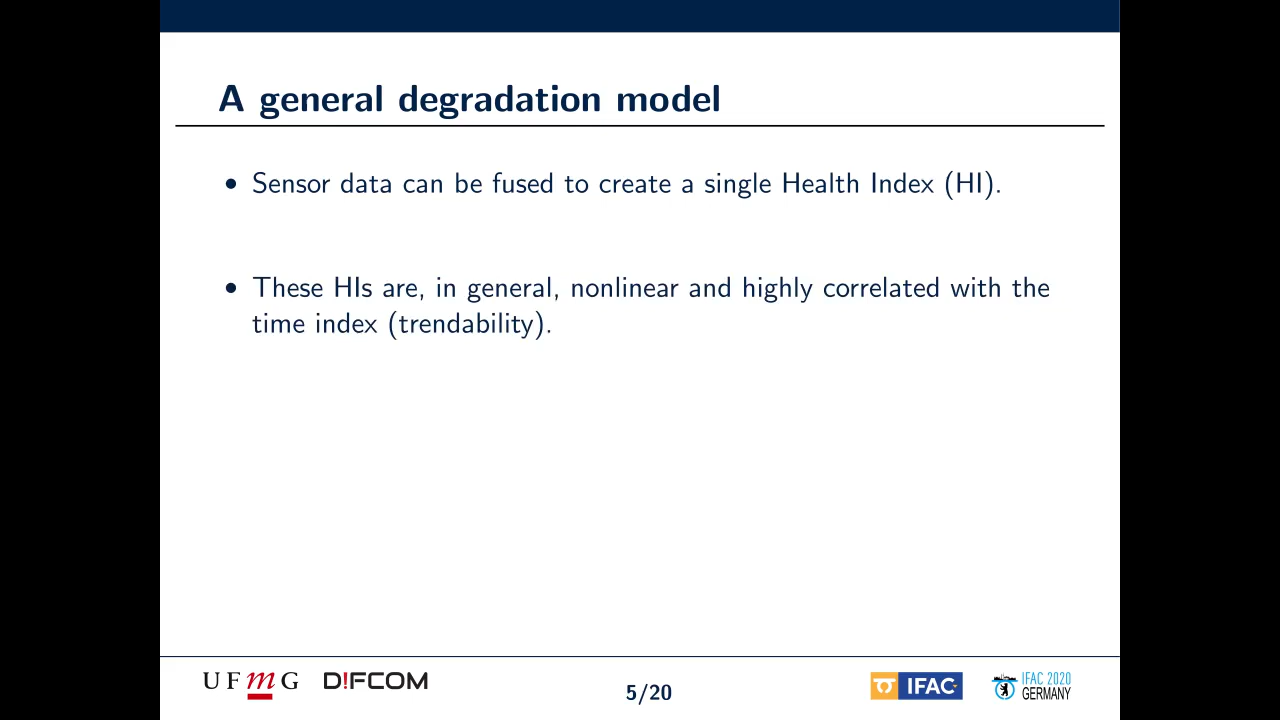 A general degradation model
• Sensor data can be fused to create a single Health Index (HI).
• These HIs are, in general, nonlinear and highly correlated with the
time index (trendability).
UFmG D!FCOM
5/20
IFAC
IFAC 2020
GERMANY